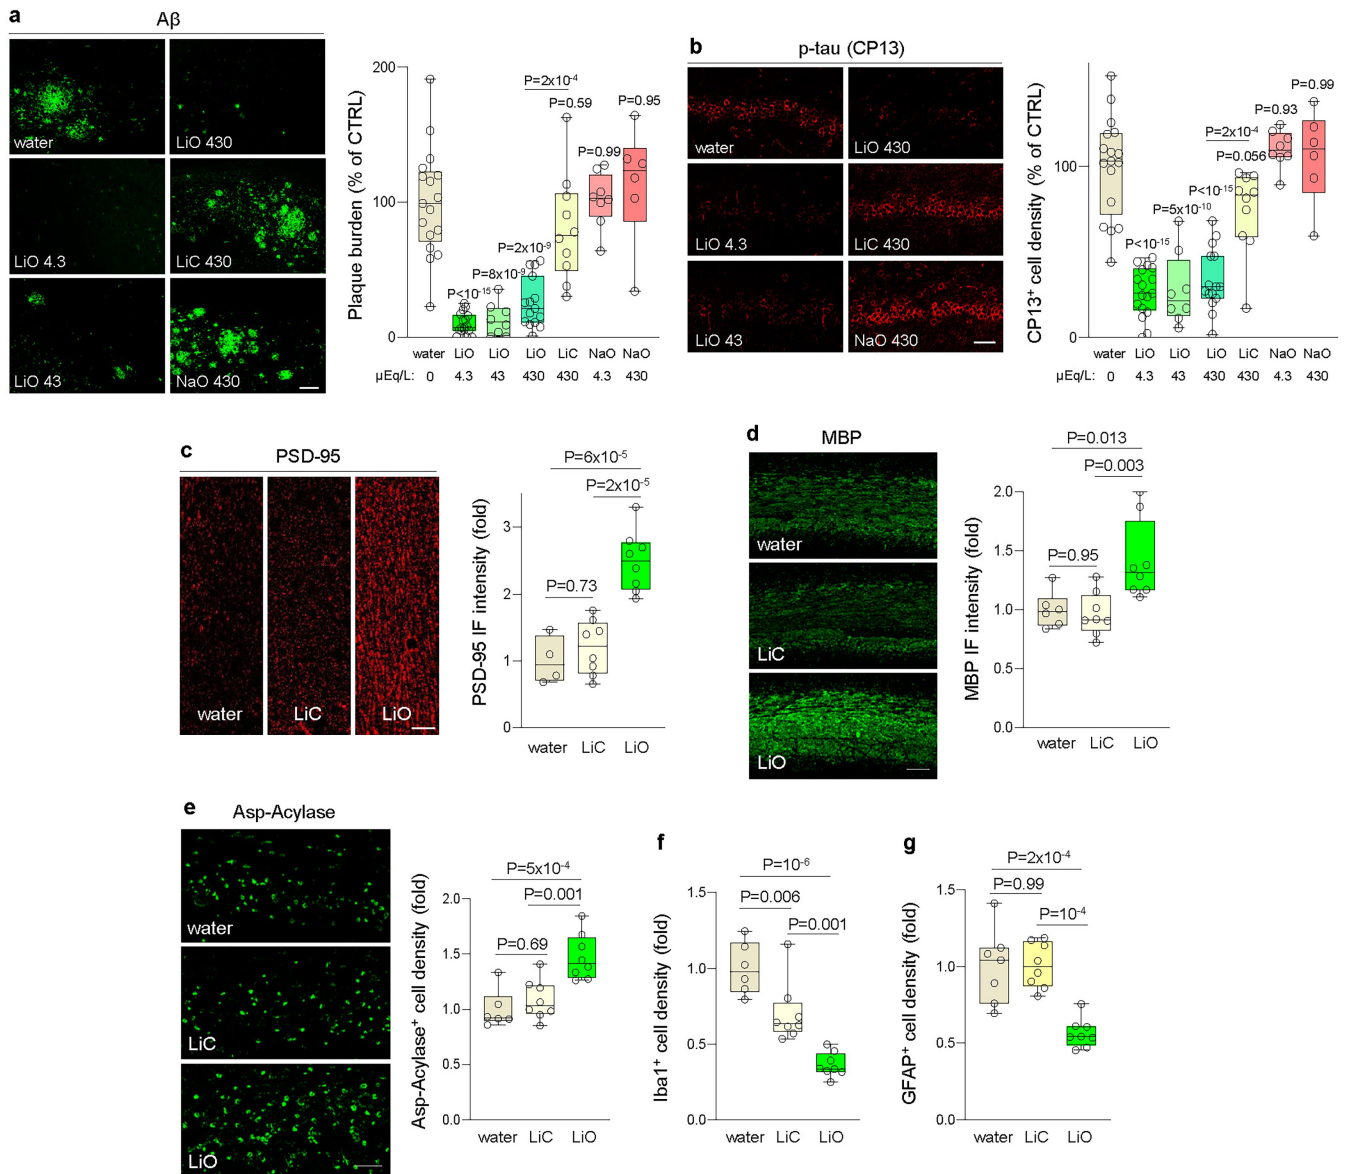 a
Aβ
water
LiO 430
LiO 4.3
LiC 430
LiO 43
NaO 430
Plaque burden (% of CTRL)
200
100
0
P<10-15
P=8x10-9
P=2x10-9
P=2x10-4
P=0.59
P=0.99
P=0.95
water LiO LiO LiO LiC NaO NaO
µEq/L: 0 4.3 43 430 430 4.3 430
b
p-tau (CP13)
water
LiO 430
LiO 4.3
LiC 430
LiO 43
NaO 430
CP13+ cell density (% of CTRL)
100
0
P<10-15
P=5x10-10
P<10-15
P=2x10-4
P=0.056
P=0.93
P=0.99
water LiO LiO LiO LiC NaO NaO
µEq/L: 0 4.3 43 430 430 4.3 430
c
PSD-95
water
LiC
LiO
PSD-95 IF intensity (fold)
3
2
1
0
P=6x10-5
P=2x10-5
P=0.73
water LiC LiO
d
MBP
water
LiC
LiO
MBP IF intensity (fold)
2.0
1.5
1.0
0.5
0
P=0.013
P=0.003
P=0.95
water LiC LiO
e
Asp-Acylase
water
LiC
LiO
Asp-Acylase+ cell density (fold)
2.0
1.5
1.0
0.5
0.0
P=5x10-4
P=0.001
P=0.69
water LiC LiO
f
Iba1+ cell density (fold)
1.5
1.0
0.5
0.0
P=10-6
P=0.006
P=0.001
water LiC LiO
g
GFAP+ cell density (fold)
1.5
1.0
0.5
0.0
P=2x10-4
P=0.99
P=10-4
water LiC LiO